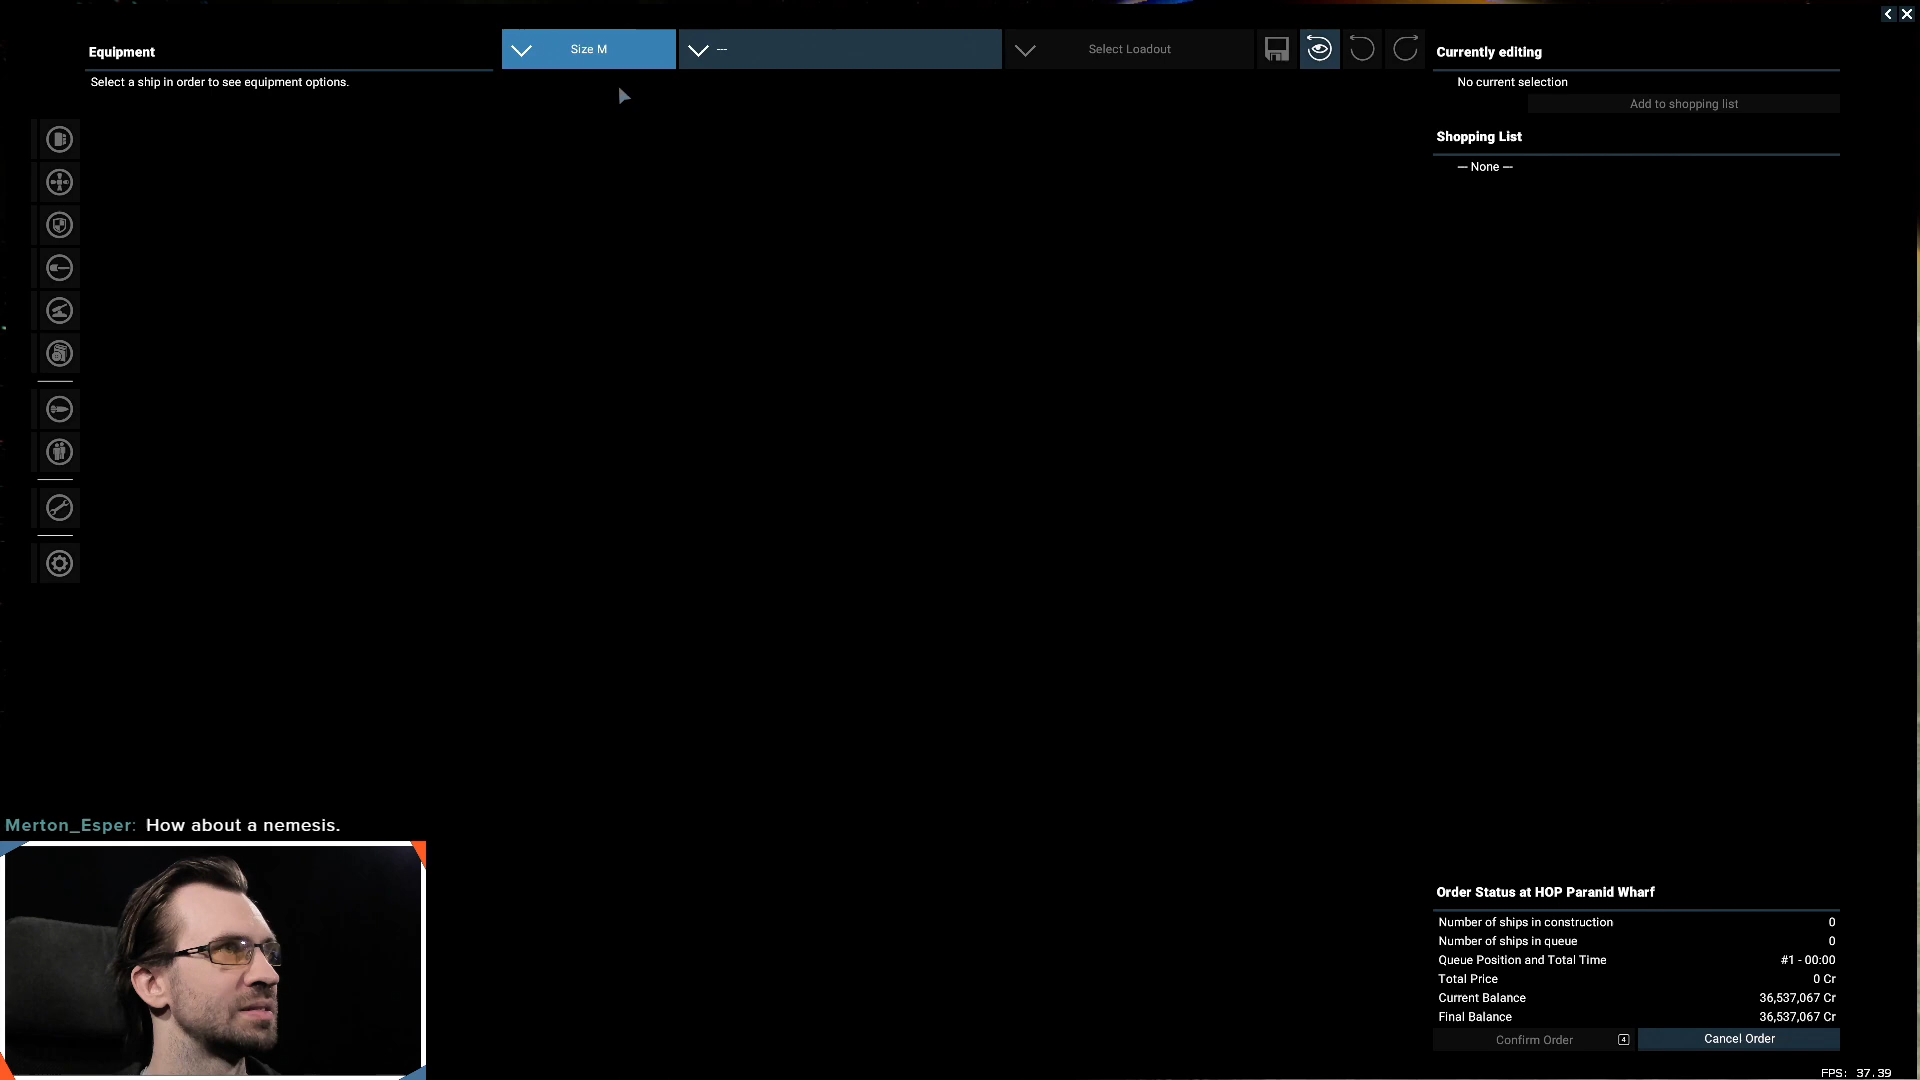 Equipment
Select a ship in order to see equipment options.
Size M
---
Select Loadout
Currently editing
No current selection
Add to shopping list
Shopping List
--- None ---
Merton_Esper: How about a nemesis.
Order Status at HOP Paranid Wharf
Number of ships in construction 0
Number of ships in queue 0
Queue Position and Total Time #1 - 00:00
Total Price 0 Cr
Current Balance 36,537,067 Cr
Final Balance 36,537,067 Cr
Confirm Order 4
Cancel Order
FPS: 37.39